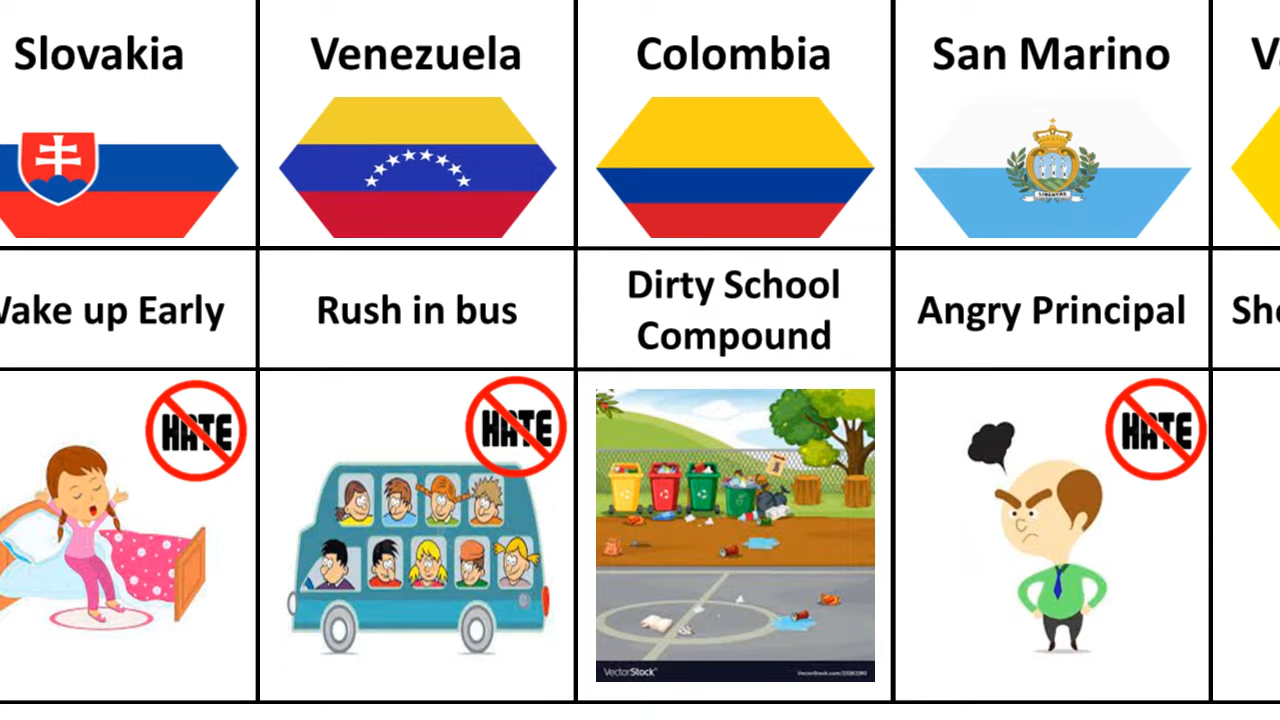 Slovakia
Venezuela
Colombia
San Marino
up Early
Rush in bus
Dirty School
Compound
Angry Principal
HATE
HATE
HATE
LIBERTAS
VectorStock